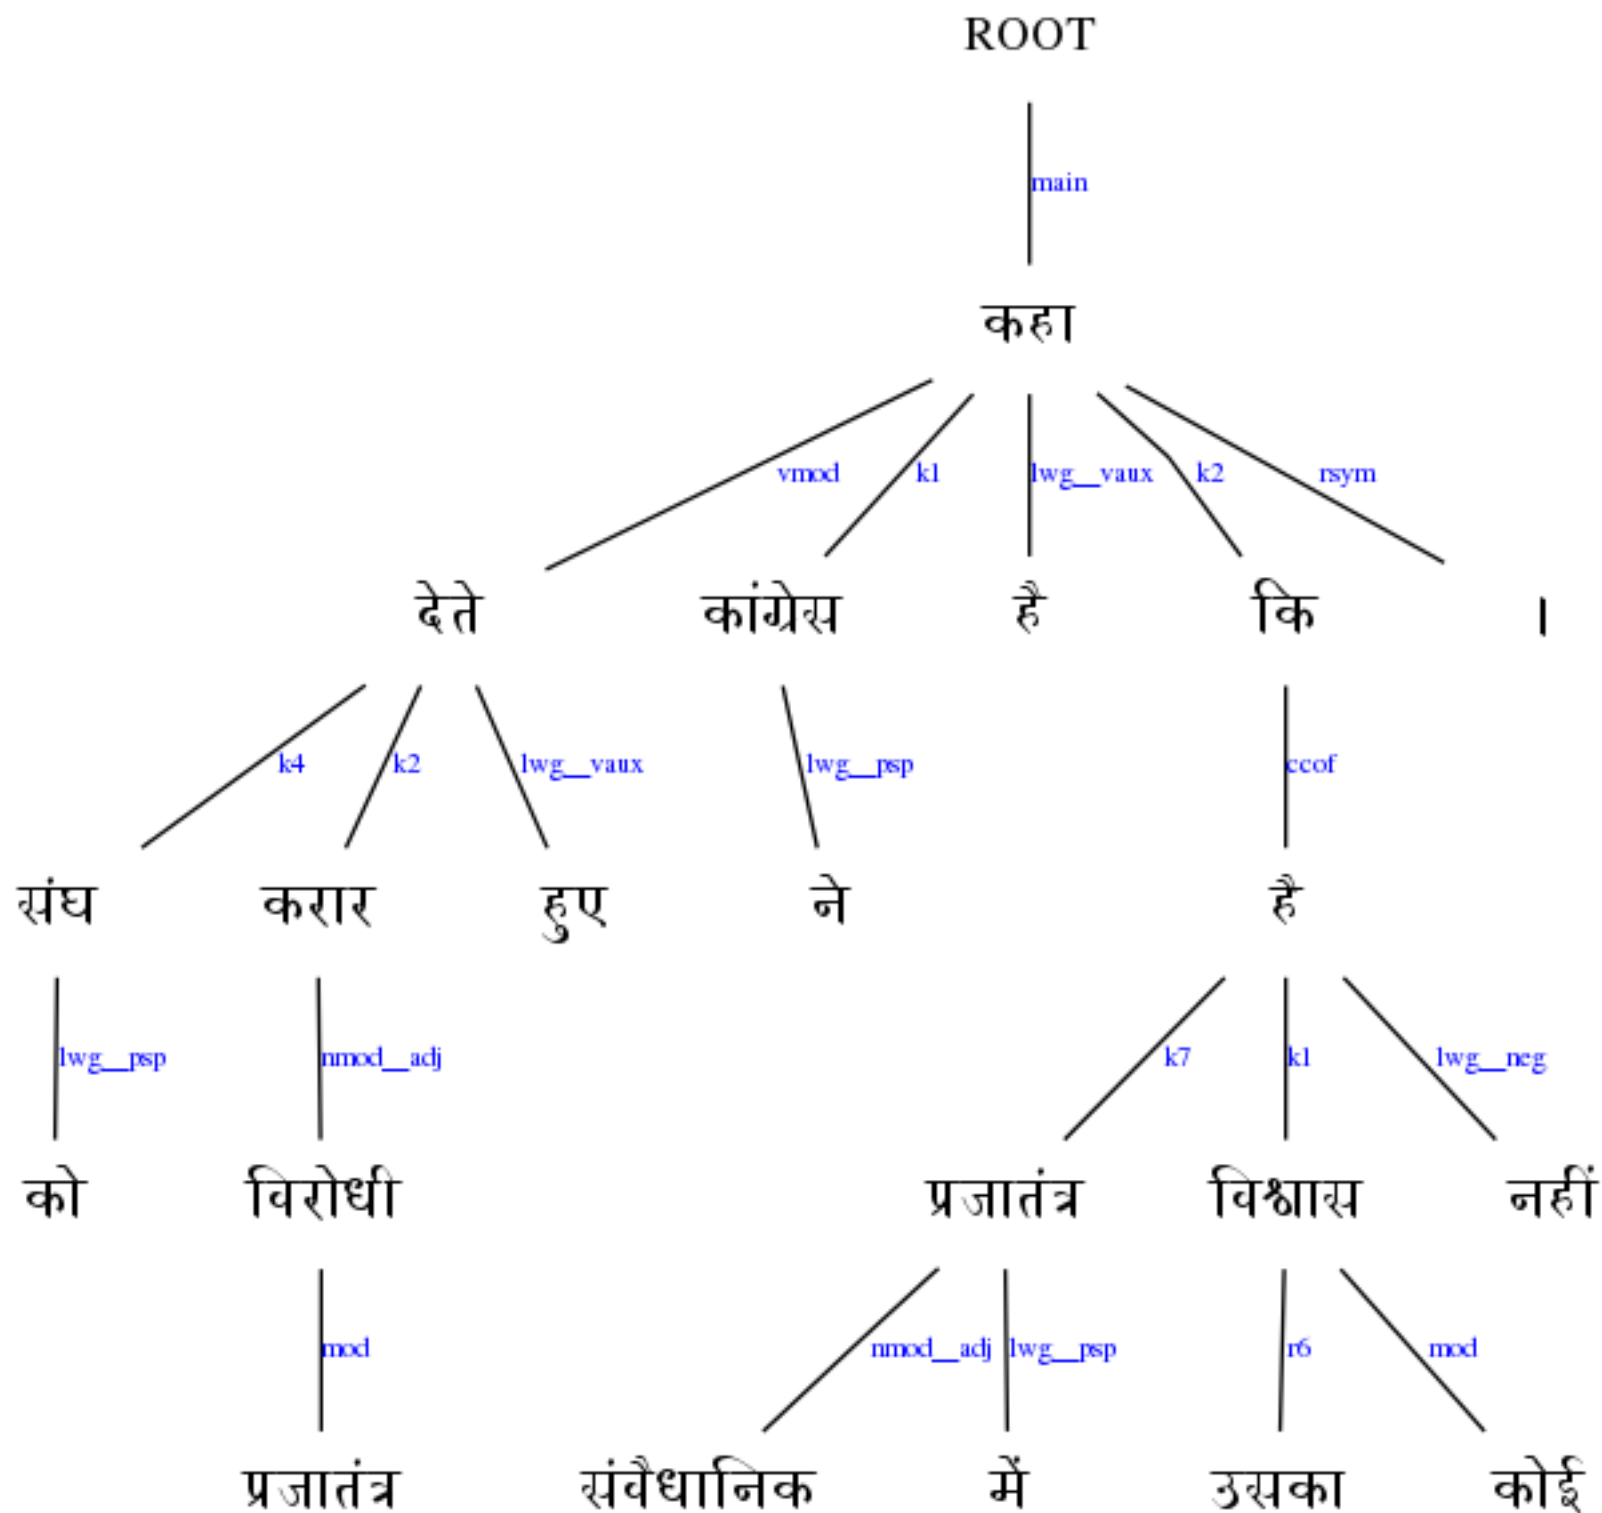 ROOT
main
कहा
vmod k1 lwg__vaux k2 rsym
देते कांग्रेस है कि ।
k4 k2 lwg__vaux lwg__psp ccof
संघ करार हुए ने है
lwg__psp nmod__adj k7 k1 lwg__neg
को विरोधी प्रजातंत्र विश्वास नहीं
mod nmod__adj lwg__psp r6 mod
प्रजातंत्र संवैधानिक में उसका कोई